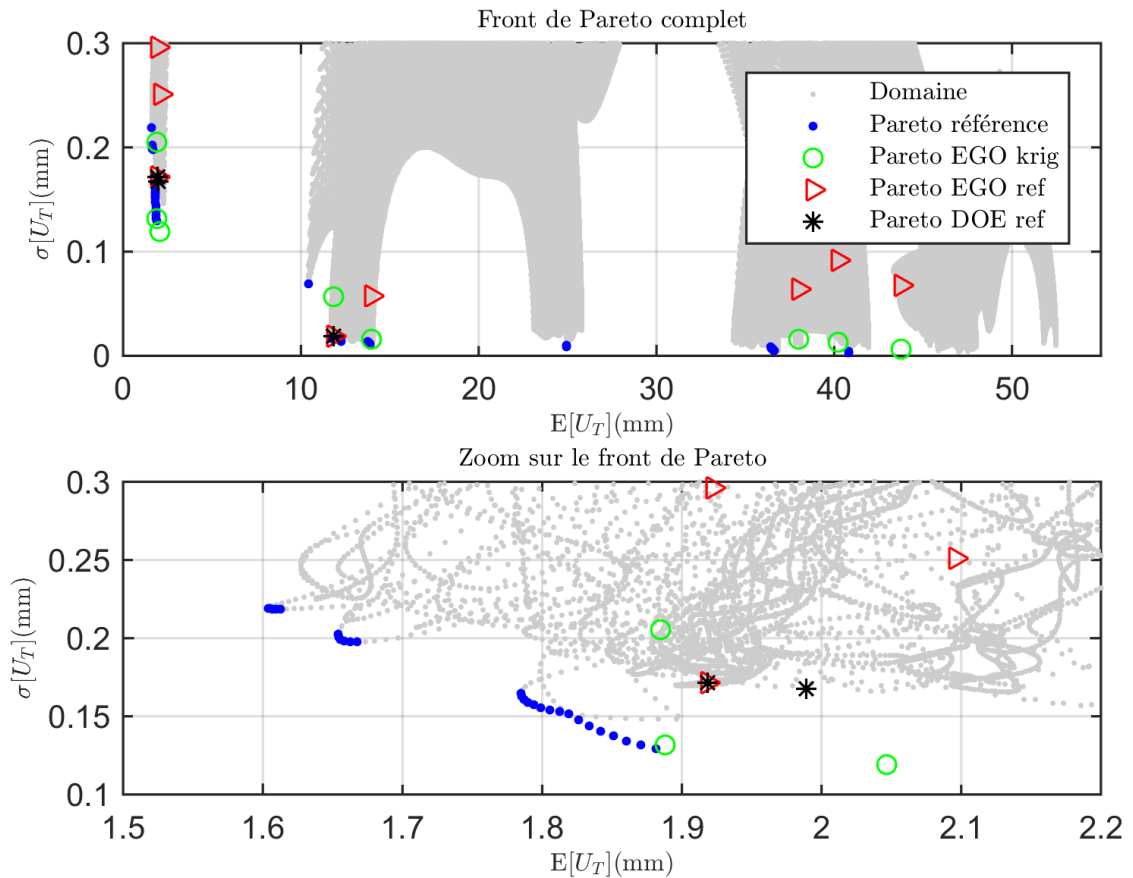 Front de Pareto complet
0.3
0.2
0.1
0
σ[U_T](mm)
Domaine
Pareto référence
Pareto EGO krig
Pareto EGO ref
Pareto DOE ref
0 10 20 30 40 50
E[U_T](mm)
Zoom sur le front de Pareto
0.3
0.25
0.2
0.15
0.1
σ[U_T](mm)
1.5 1.6 1.7 1.8 1.9 2 2.1 2.2
E[U_T](mm)